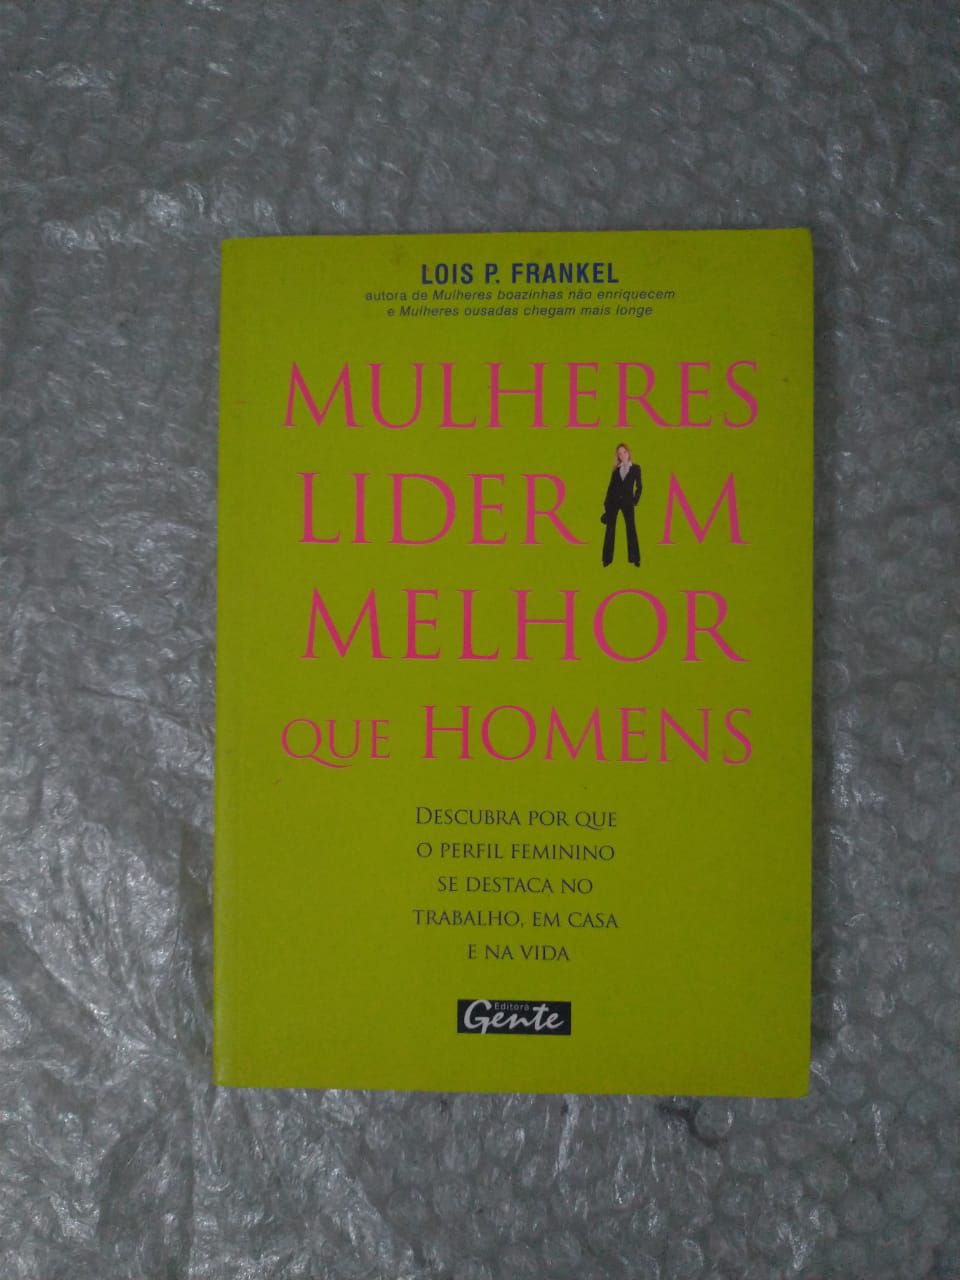 LOIS P. FRANKEL
autora de Mulheres boazinhas não enriquecem
e Mulheres ousadas chegam mais longe
MULHERES
LIDER M
MELHOR
QUE HOMENS
DESCUBRA POR QUE
O PERFIL FEMININO
SE DESTACA NO
TRABALHO, EM CASA
E NA VIDA
Editora
Gente